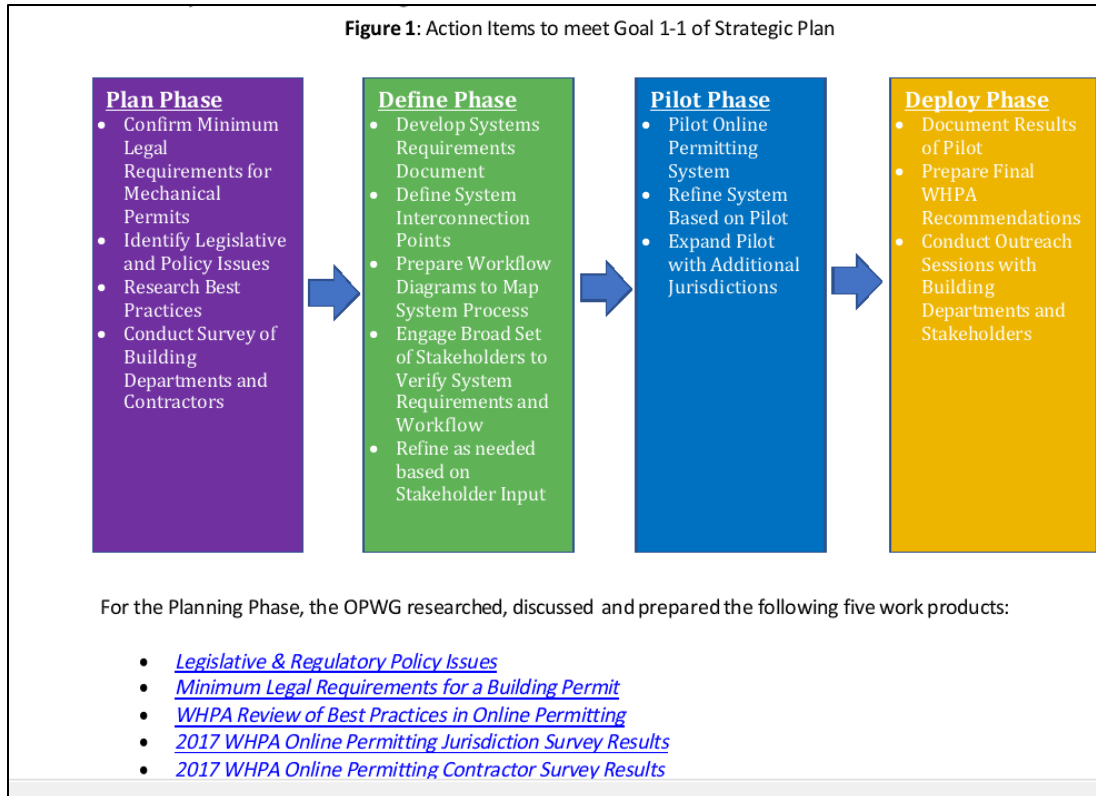 Figure 1: Action Items to meet Goal 1-1 of Strategic Plan
Plan Phase
• Confirm Minimum
Legal
Requirements for
Mechanical
Permits
• Identify Legislative
and Policy Issues
• Research Best
Practices
• Conduct Survey of
Building
Departments and
Contractors
Define Phase
• Develop Systems
Requirements
Document
• Define System
Interconnection
Points
• Prepare Workflow
Diagrams to Map
System Process
• Engage Broad Set
of Stakeholders to
Verify System
Requirements and
Workflow
• Refine as needed
based on
Stakeholder Input
Pilot Phase
• Pilot Online
Permitting
System
• Refine System
Based on Pilot
• Expand Pilot
with Additional
Jurisdictions
Deploy Phase
• Document Results
of Pilot
• Prepare Final
WHPA
Recommendations
• Conduct Outreach
Sessions with
Building
Departments and
Stakeholders
For the Planning Phase, the OPWG researched, discussed and prepared the following five work products:
• Legislative & Regulatory Policy Issues
• Minimum Legal Requirements for a Building Permit
• WHPA Review of Best Practices in Online Permitting
• 2017 WHPA Online Permitting Jurisdiction Survey Results
• 2017 WHPA Online Permitting Contractor Survey Results